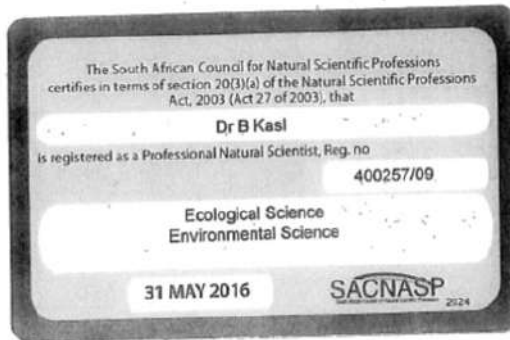 The South African Council for Natural Scientific Professions
certifies in terms of section 20(3)(a) of the Natural Scientific Professions
Act, 2003 (Act 27 of 2003), that
Dr B Kasl
is registered as a Professional Natural Scientist, Reg. no
400257/09
Ecological Science
Environmental Science
31 MAY 2016
SACNASP
2024